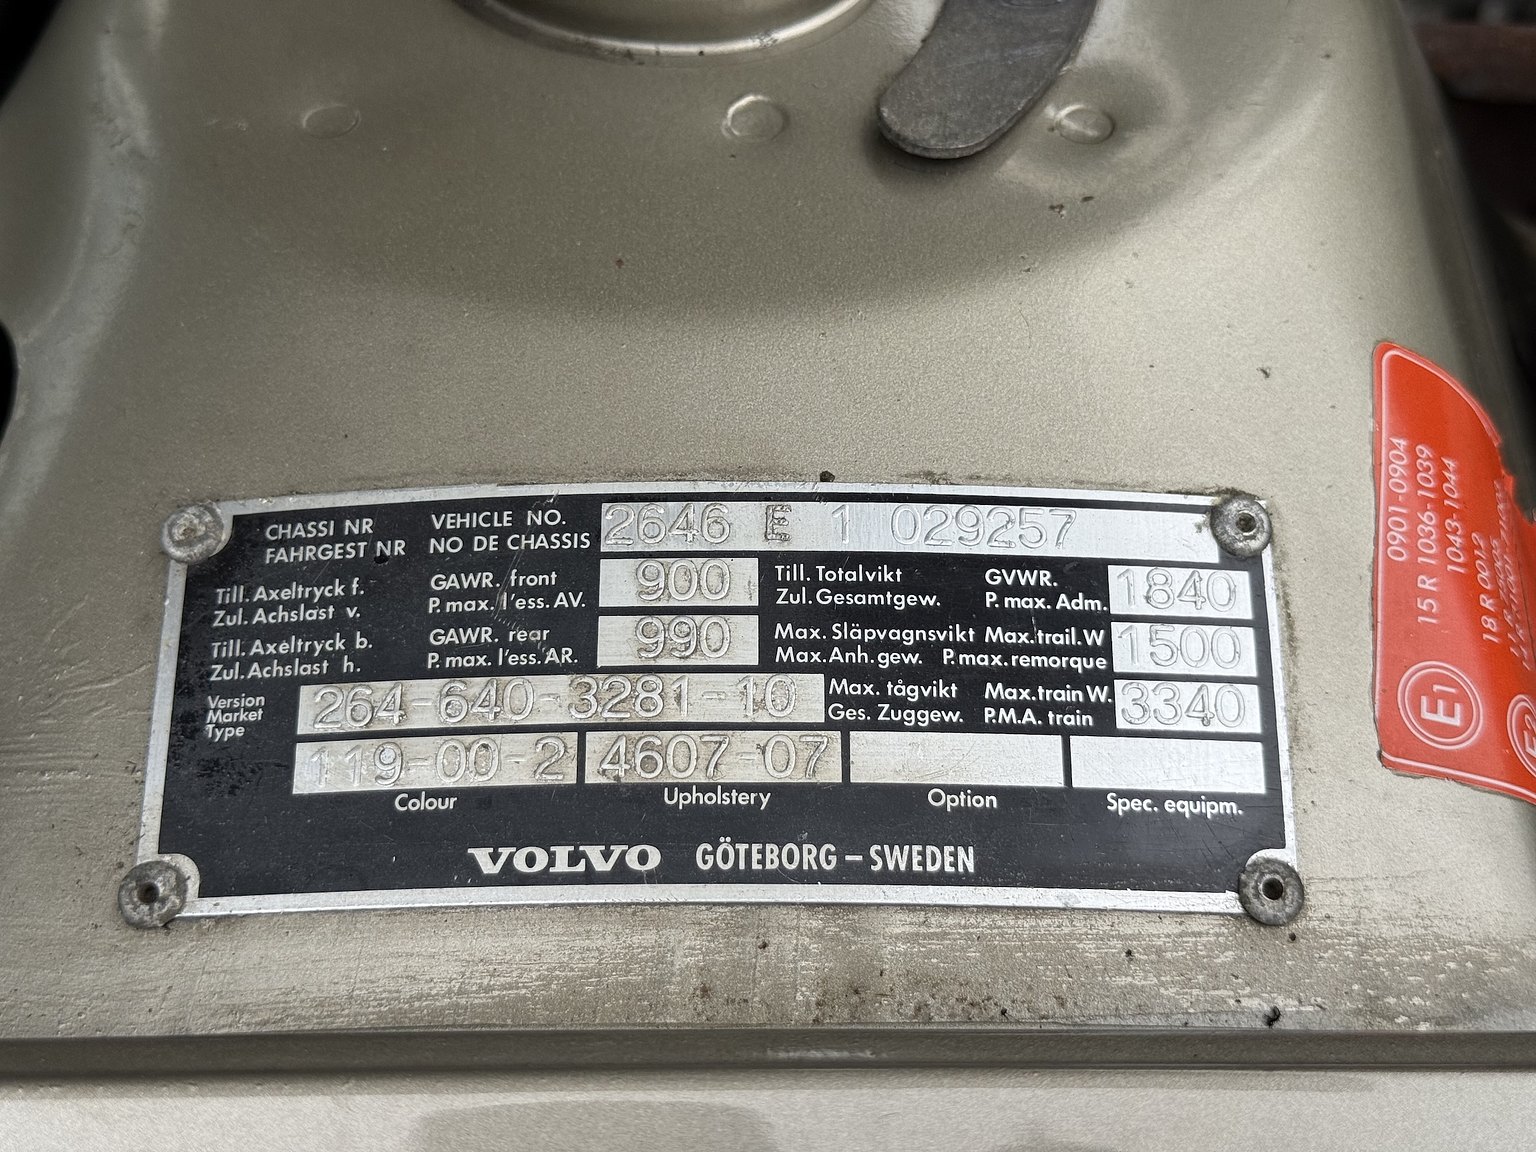 CHASSI NR VEHICLE NO. 2646 E 1 029257
FAHRGEST NR NO DE CHASSIS
Till. Axeltryck f. GAWR. front 900 Till. Totalvikt GVWR. 1840
Zul. Achslast v. P. max. l'ess. AV. Zul. Gesamtgew. P. max. Adm.
Till. Axeltryck b. GAWR. rear 990 Max. Släpvagnsvikt Max. trail. W 1500
Zul. Achslast h. P. max. l'ess. AR. Max. Anh. gew. P. max. remorque
Version 264-640-3281-10 Max. tågvikt Max. train W. 3340
Market Ges. Zuggew. P.M.A. train
Type
119-00-2 4607-07
Colour Upholstery Option Spec. equipm.
VOLVO GÖTEBORG – SWEDEN
0901-0904
15 R 1036-1039
1043-1044
18 R 0012
E1